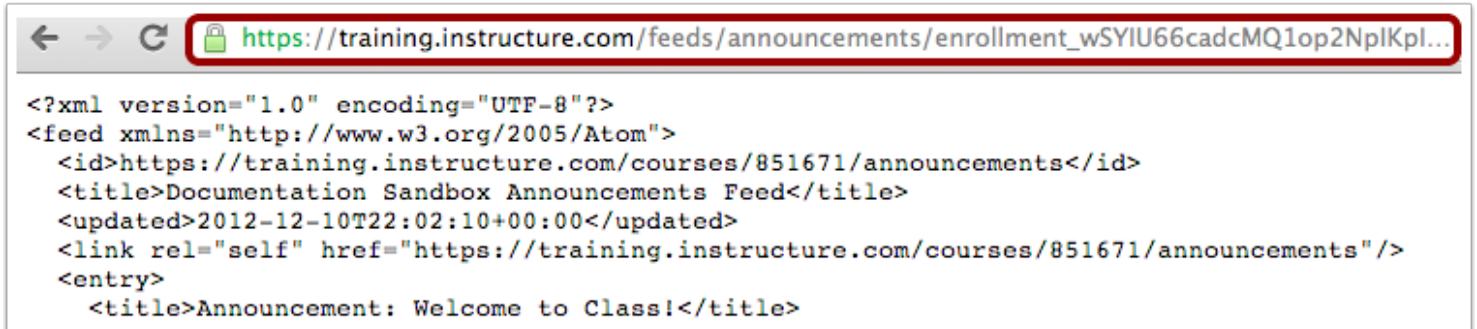 https://training.instructure.com/feeds/announcements/enrollment_wSYIU66cadcMQ1op2NpIKpI...
<?xml version="1.0" encoding="UTF-8"?>
<feed xmlns="http://www.w3.org/2005/Atom">
<id>https://training.instructure.com/courses/851671/announcements</id>
<title>Documentation Sandbox Announcements Feed</title>
<updated>2012-12-10T22:02:10+00:00</updated>
<link rel="self" href="https://training.instructure.com/courses/851671/announcements"/>
<entry>
<title>Announcement: Welcome to Class!</title>